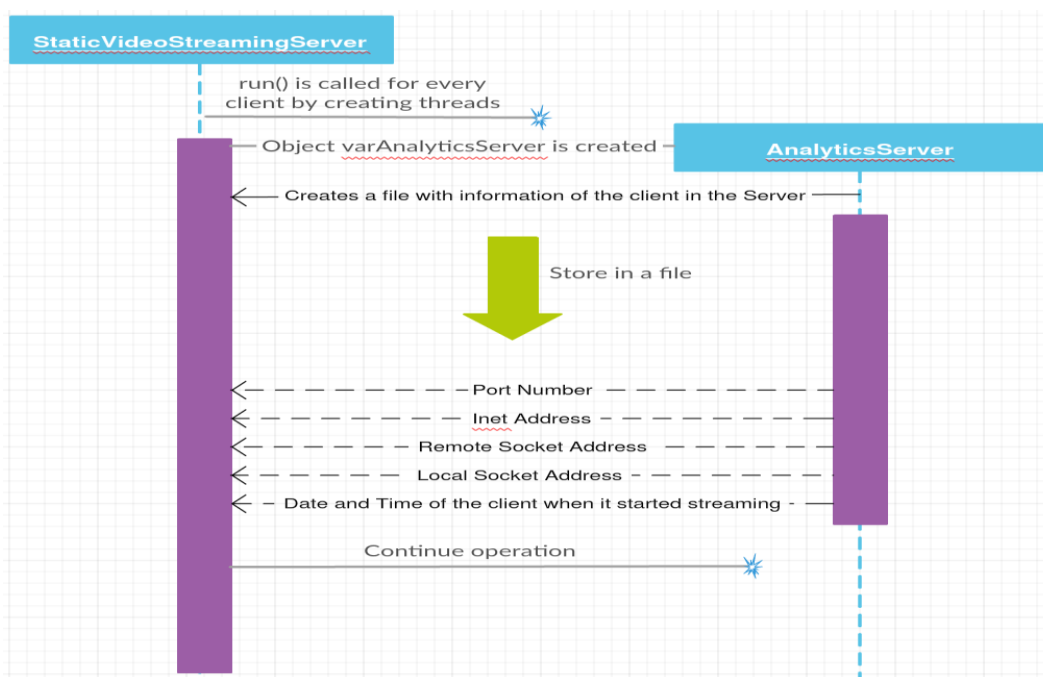 StaticVideoStreamingServer
run() is called for every
client by creating threads
Object varAnalyticsServer is created
AnalyticsServer
Creates a file with information of the client in the Server
Store in a file
Port Number
Inet Address
Remote Socket Address
Local Socket Address
Date and Time of the client when it started streaming
Continue operation